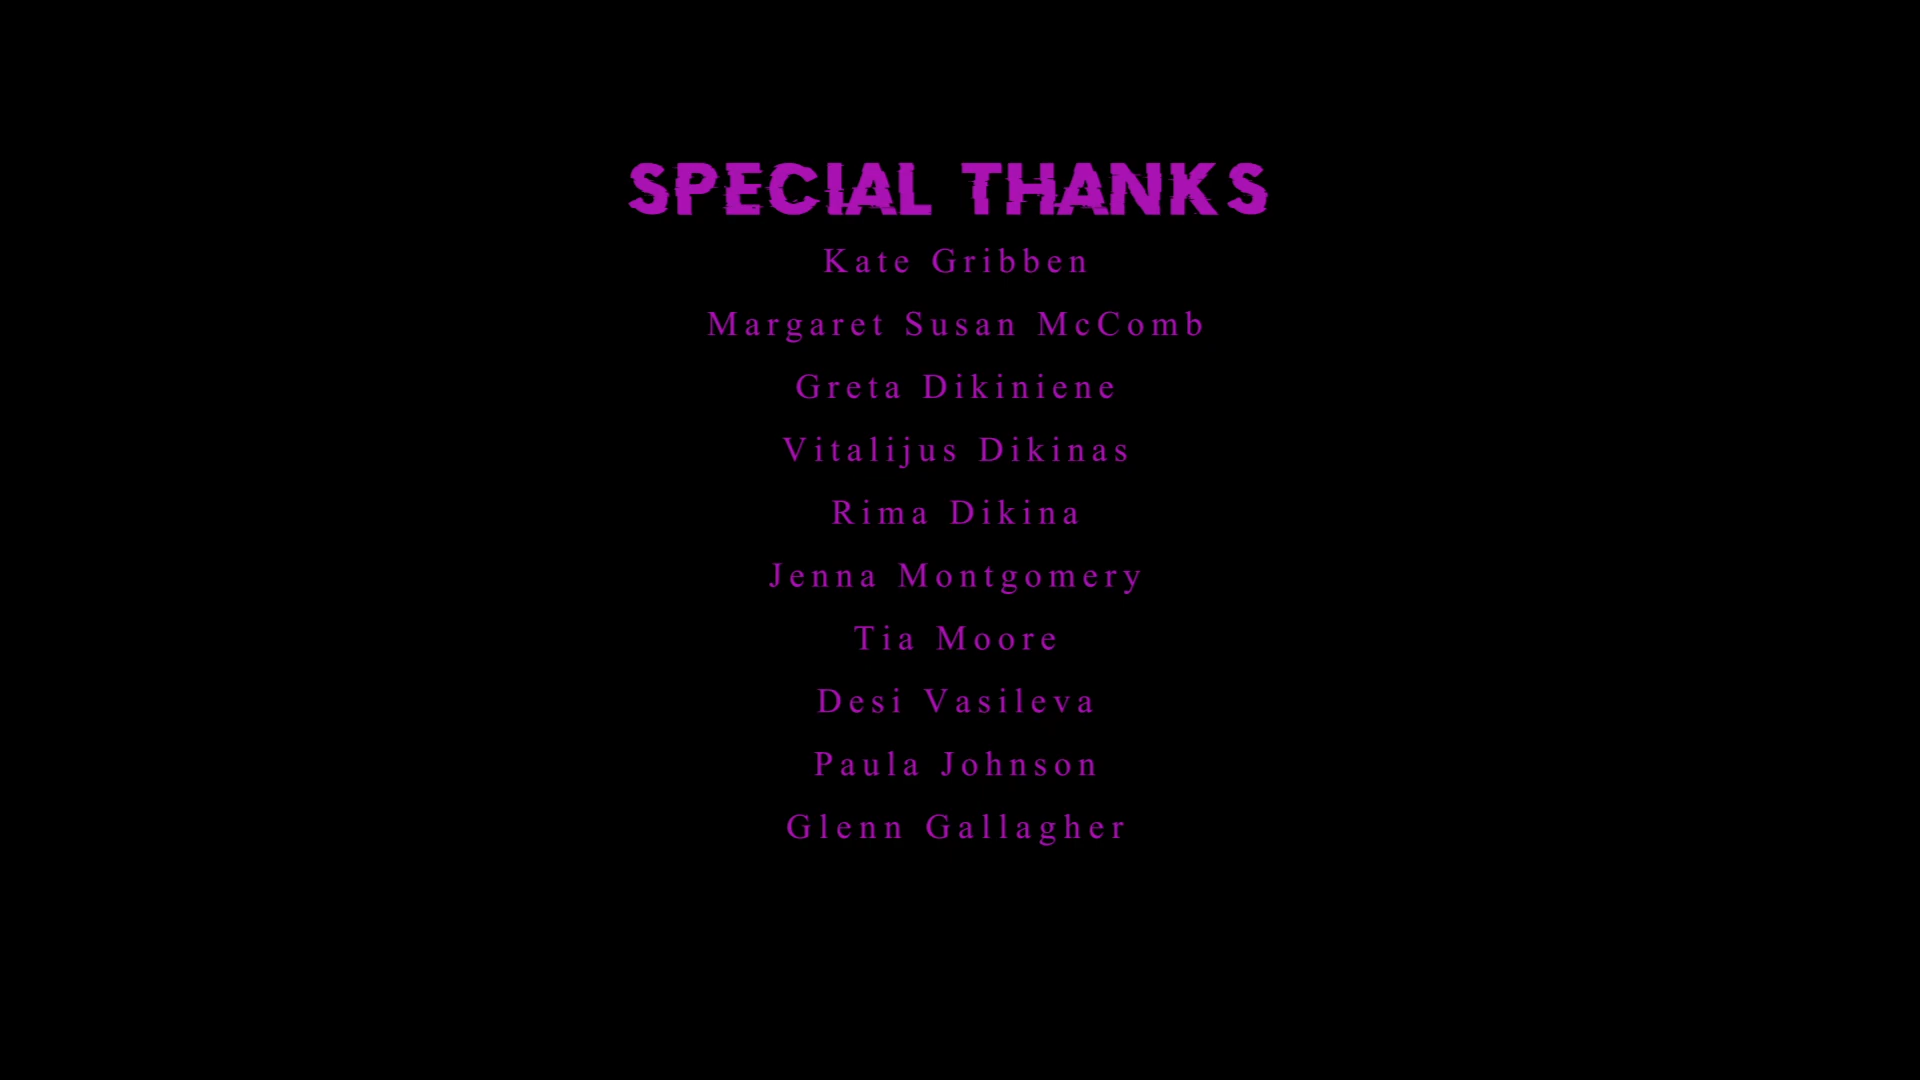 SPECIAL THANKS
Kate Gribben
Margaret Susan McComb
Greta Dikiniene
Vitalijus Dikinas
Rima Dikina
Jenna Montgomery
Tia Moore
Desi Vasileva
Paula Johnson
Glenn Gallagher